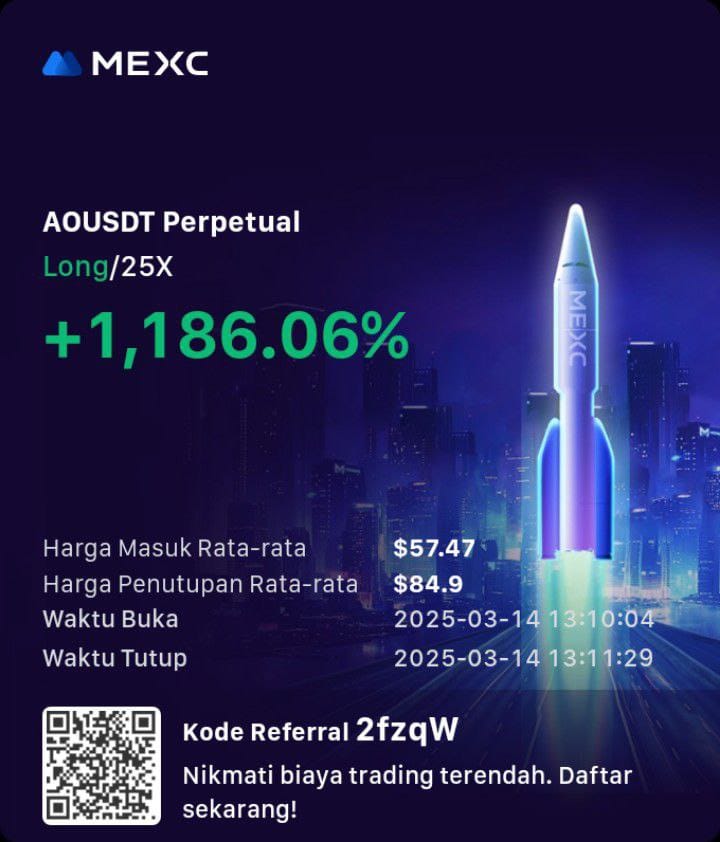 MEXC
AOUSDT Perpetual
Long/25X
+1,186.06%
MEXC
M
M
Harga Masuk Rata-rata $57.47
Harga Penutupan Rata-rata $84.9
Waktu Buka 2025-03-14 13:10:04
Waktu Tutup 2025-03-14 13:11:29
Kode Referral 2fzqW
Nikmati biaya trading terendah. Daftar
sekarang!